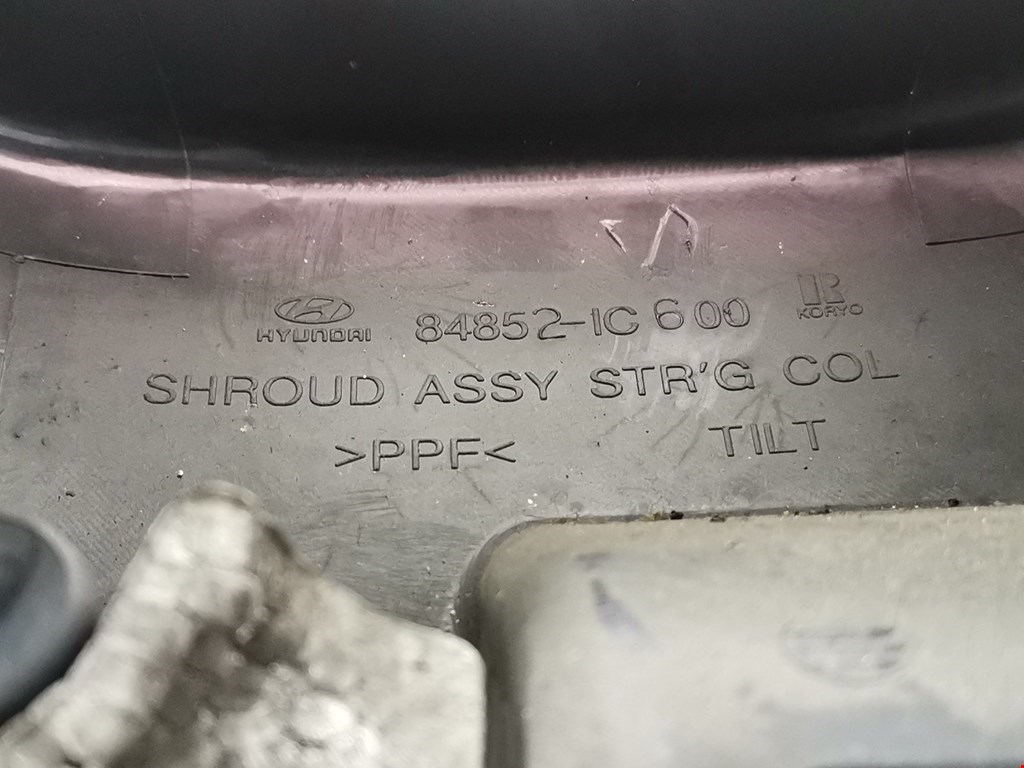 HYUNDAI 84852-1C600 KORYO
SHROUD ASSY STR'G COL
>PPF< TILT